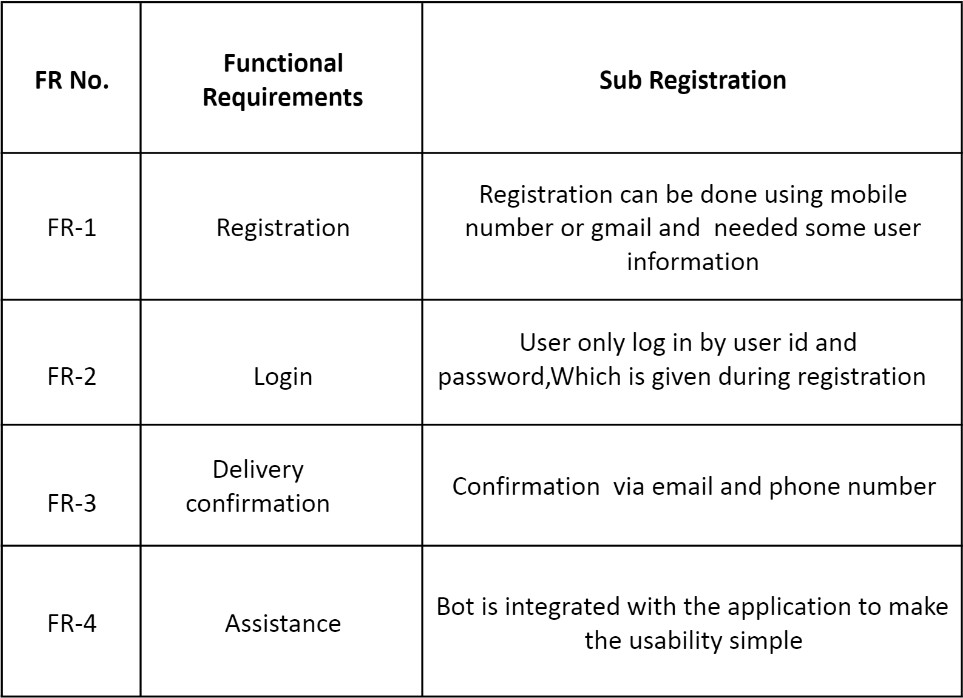 FR No.
Functional
Requirements
Sub Registration
FR-1
Registration
Registration can be done using mobile
number or gmail and  needed some user
information
FR-2
Login
User only log in by user id and
password,Which is given during registration
FR-3
Delivery
confirmation
Confirmation  via email and phone number
FR-4
Assistance
Bot is integrated with the application to make
the usability simple